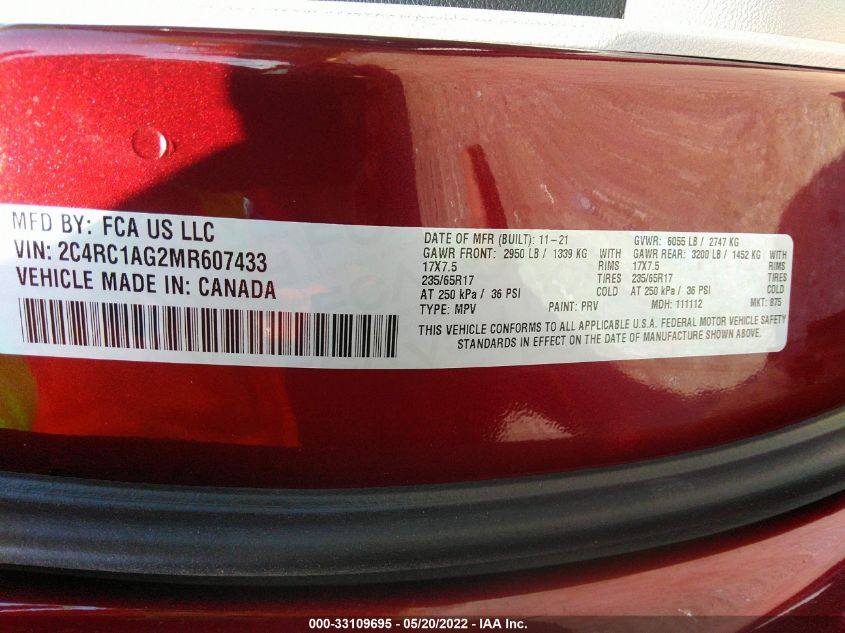 MFD BY: FCA US LLC
VIN: 2C4RC1AG2MR607433
VEHICLE MADE IN: CANADA
DATE OF MFR (BUILT): 11-21 GVWR: 6055 LB / 2747 KG
GAWR FRONT: 2950 LB / 1339 KG WITH GAWR REAR: 3200 LB / 1452 KG WITH
17X7.5 RIMS 17X7.5 RIMS
235/65R17 TIRES 235/65R17 TIRES
AT 250 kPa / 36 PSI COLD AT 250 kPa / 36 PSI COLD
TYPE: MPV PAINT: PRV MDH: 111112 MKT: 875
THIS VEHICLE CONFORMS TO ALL APPLICABLE U.S.A. FEDERAL MOTOR VEHICLE SAFETY
STANDARDS IN EFFECT ON THE DATE OF MANUFACTURE SHOWN ABOVE.
000-33109695 - 05/20/2022 - IAA Inc.